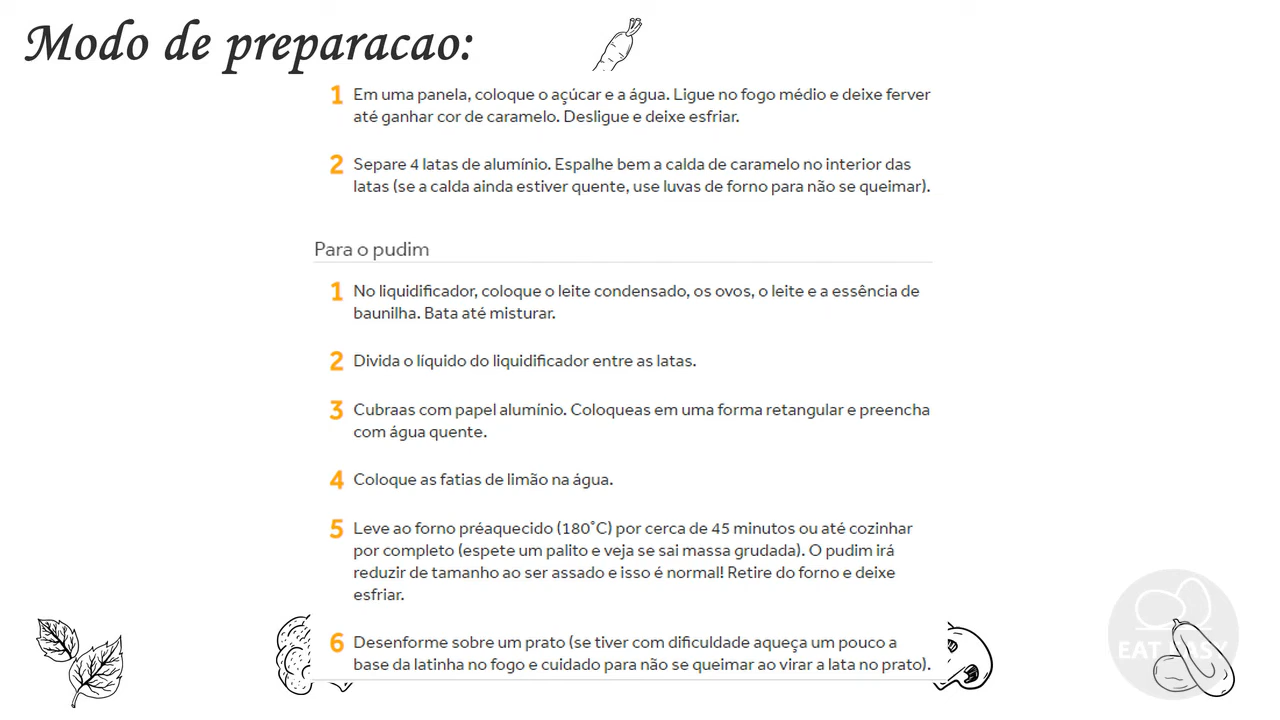 Modo de preparacao:
1 Em uma panela, coloque o açúcar e a água. Ligue no fogo médio e deixe ferver
até ganhar cor de caramelo. Desligue e deixe esfriar.
2 Separe 4 latas de alumínio. Espalhe bem a calda de caramelo no interior das
latas (se a calda ainda estiver quente, use luvas de forno para não se queimar).
Para o pudim
1 No liquidificador, coloque o leite condensado, os ovos, o leite e a essência de
baunilha. Bata até misturar.
2 Divida o líquido do liquidificador entre as latas.
3 Cubraas com papel alumínio. Coloqueas em uma forma retangular e preencha
com água quente.
4 Coloque as fatias de limão na água.
5 Leve ao forno préaquecido (180°C) por cerca de 45 minutos ou até cozinhar
por completo (espete um palito e veja se sai massa grudada). O pudim irá
reduzir de tamanho ao ser assado e isso é normal! Retire do forno e deixe
esfriar.
6 Desenforme sobre um prato (se tiver com dificuldade aqueça um pouco a
base da latinha no fogo e cuidado para não se queimar ao virar a lata no prato).
EAT EASY